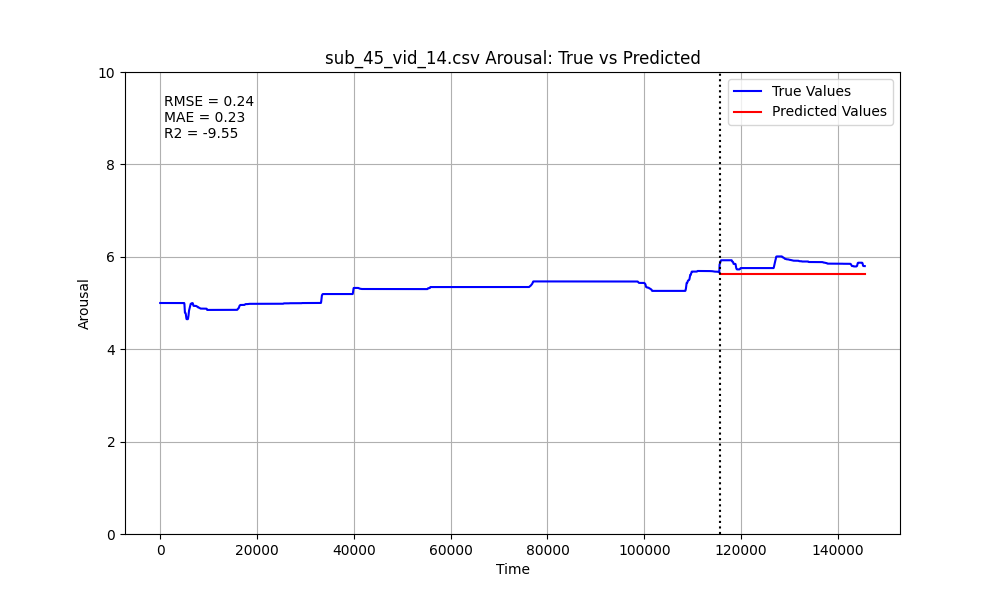 sub_45_vid_14.csv Arousal: True vs Predicted
RMSE = 0.24
MAE = 0.23
R2 = -9.55
True Values
Predicted Values
10
8
6
4
2
0
Arousal
0 20000 40000 60000 80000 100000 120000 140000
Time